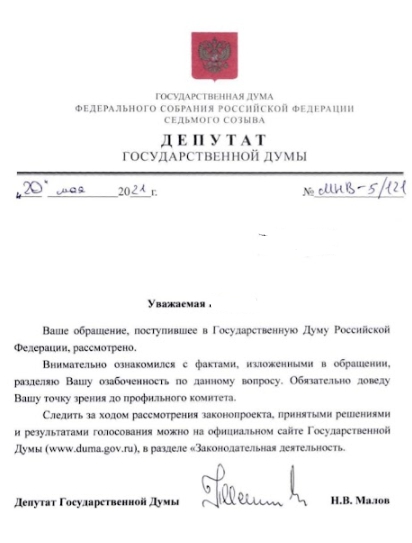 ГОСУДАРСТВЕННАЯ ДУМА
ФЕДЕРАЛЬНОГО СОБРАНИЯ РОССИЙСКОЙ ФЕДЕРАЦИИ
СЕДЬМОГО СОЗЫВА
ДЕПУТАТ
ГОСУДАРСТВЕННОЙ ДУМЫ
„20" мая 2021 г. № МНВ-5/121
Уважаемая
Ваше обращение, поступившее в Государственную Думу Российской
Федерации, рассмотрено.
Внимательно ознакомился с фактами, изложенными в обращении,
разделяю Вашу озабоченность по данному вопросу. Обязательно доведу
Вашу точку зрения до профильного комитета.
Следить за ходом рассмотрения законопроекта, принятыми решениями
и результатами голосования можно на официальном сайте Государственной
Думы (www.duma.gov.ru), в разделе «Законодательная деятельность.
Депутат Государственной Думы Н.В. Малов